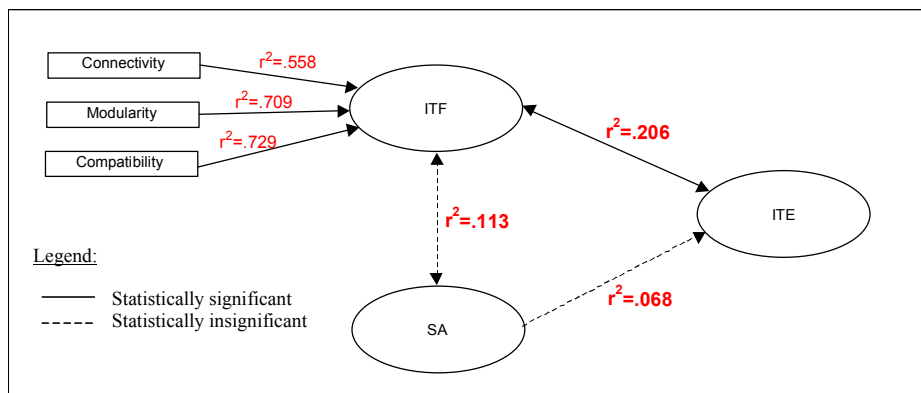 Connectivity
r²=.558
Modularity
r²=.709
Compatibility
r²=.729
ITF
r²=.206
ITE
r²=.113
r²=.068
SA
Legend:
Statistically significant
Statistically insignificant